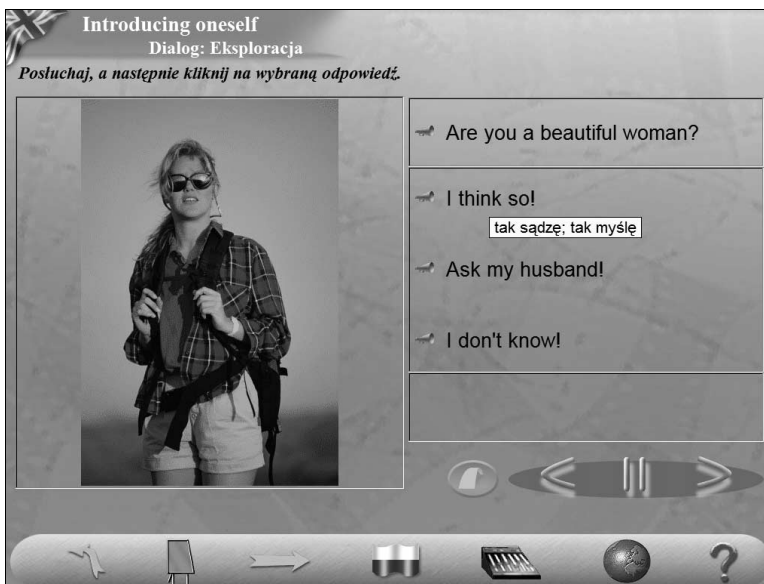 Introducing oneself
Dialog: Eksploracja
Posłuchaj, a następnie kliknij na wybraną odpowiedź.
Are you a beautiful woman?
I think so!
tak sądzę; tak myślę
Ask my husband!
I don't know!
?